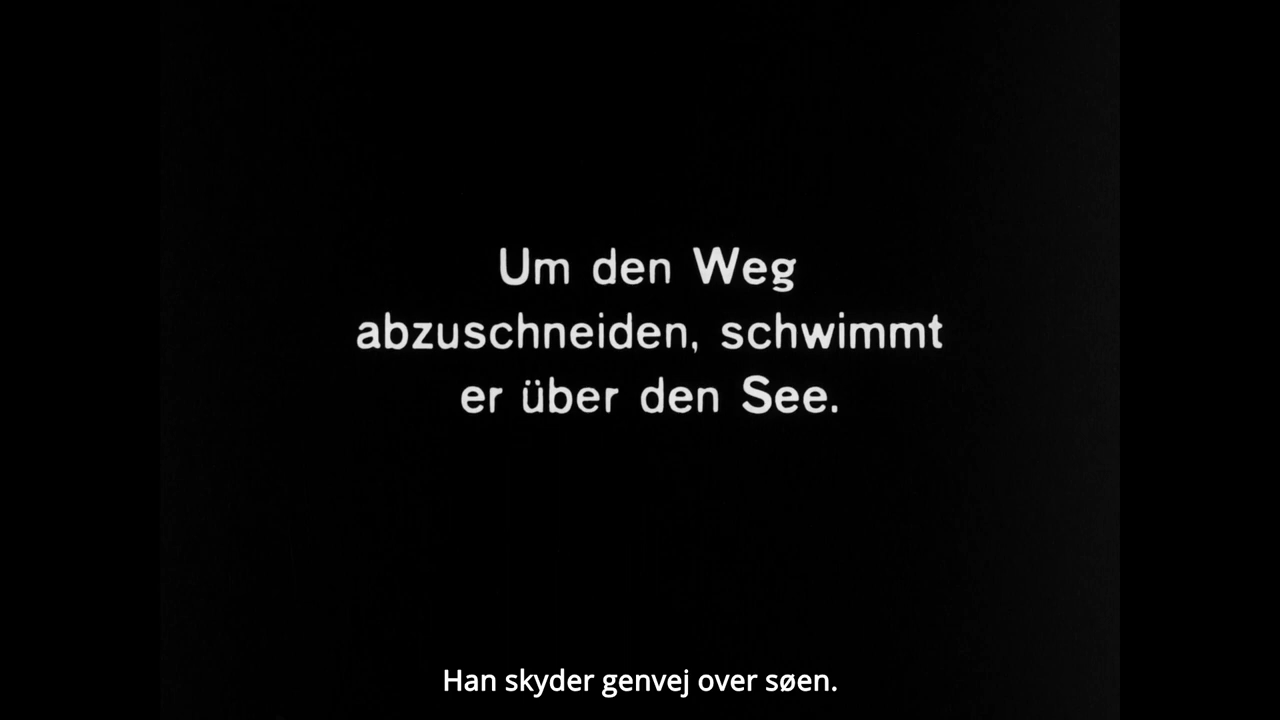 Um den Weg
abzuschneiden, schwimmt
er über den See.
Han skyder genvej over søen.